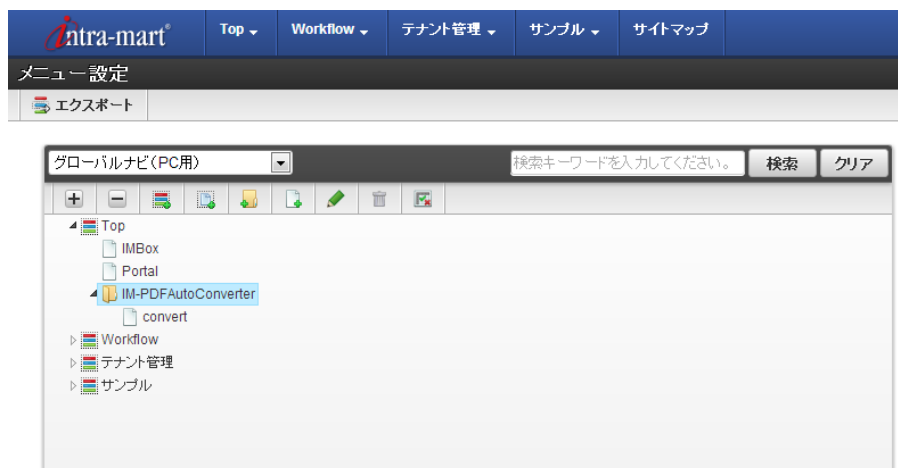 intra-mart® Top Workflow テナント管理 サンプル サイトマップ
メニュー設定
エクスポート
グローバルナビ(PC用) 検索キーワードを入力してください。 検索 クリア
Top
IMBox
Portal
IM-PDFAutoConverter
convert
Workflow
テナント管理
サンプル